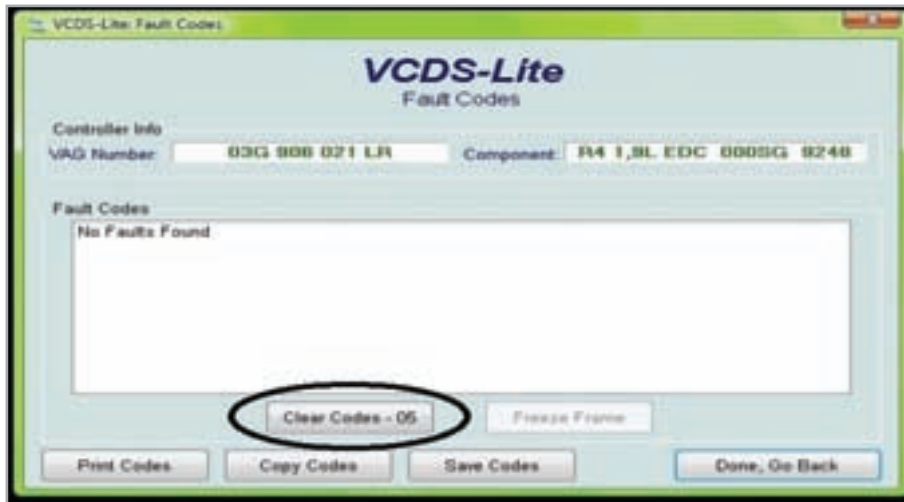 VCDS-Lite: Fault Codes
VCDS-Lite
Fault Codes
Controller Info
VAG Number: 03G 906 021 LR Component: R4 1,9L EDC G000SG 9248
Fault Codes
No Faults Found
Clear Codes - 05 Freeze Frame
Print Codes Copy Codes Save Codes Done, Go Back